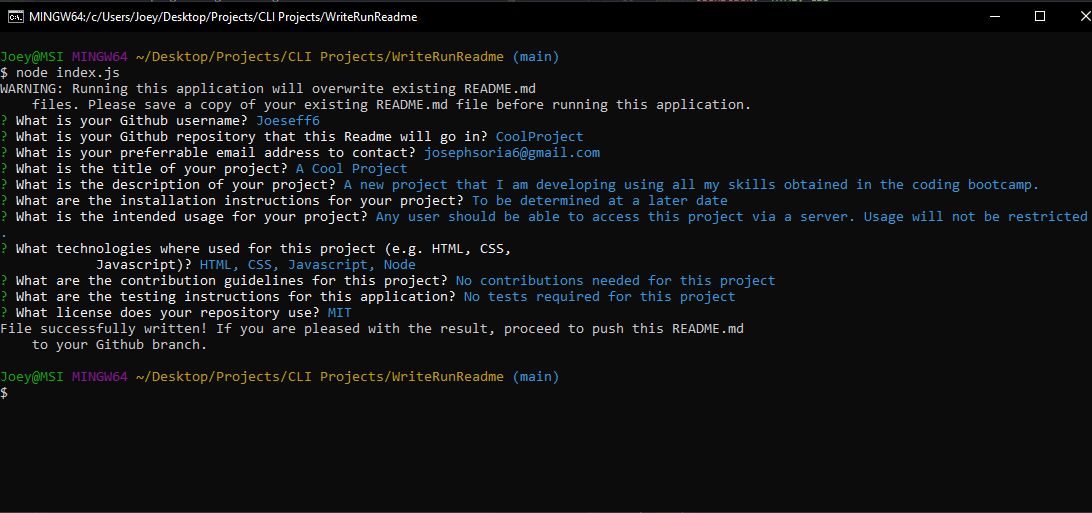 MINGW64:/c/Users/Joey/Desktop/Projects/CLI Projects/WriteRunReadme
Joey@MSI MINGW64 ~/Desktop/Projects/CLI Projects/WriteRunReadme (main)
$ node index.js
WARNING: Running this application will overwrite existing README.md
    files. Please save a copy of your existing README.md file before running this application.
? What is your Github username? Joeseff6
? What is your Github repository that this Readme will go in? CoolProject
? What is your preferrable email address to contact? josephsoria6@gmail.com
? What is the title of your project? A Cool Project
? What is the description of your project? A new project that I am developing using all my skills obtained in the coding bootcamp.
? What are the installation instructions for your project? To be determined at a later date
? What is the intended usage for your project? Any user should be able to access this project via a server. Usage will not be restricted
.
? What technologies where used for this project (e.g. HTML, CSS,
            Javascript)? HTML, CSS, Javascript, Node
? What are the contribution guidelines for this project? No contributions needed for this project
? What are the testing instructions for this application? No tests required for this project
? What license does your repository use? MIT
File successfully written! If you are pleased with the result, proceed to push this README.md
    to your Github branch.
Joey@MSI MINGW64 ~/Desktop/Projects/CLI Projects/WriteRunReadme (main)
$